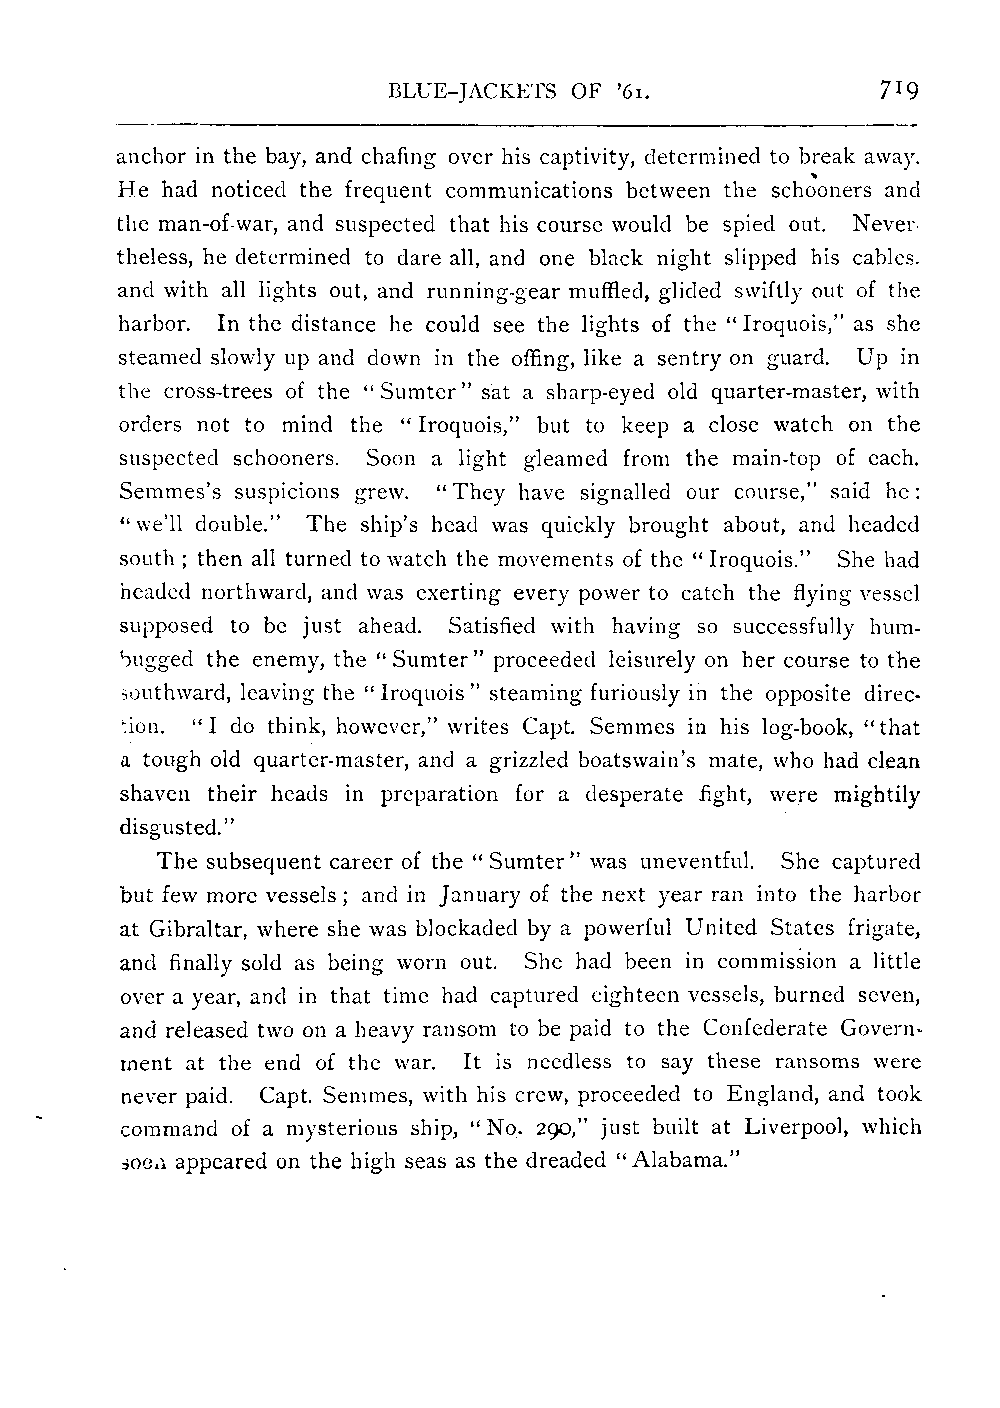 BLUE-JACKETS OF '61. 719
anchor in the bay, and chafing over his captivity, determined to break away.
He had noticed the frequent communications between the schooners and
the man-of-war, and suspected that his course would be spied out. Never-
theless, he determined to dare all, and one black night slipped his cables.
and with all lights out, and running-gear muffled, glided swiftly out of the
harbor. In the distance he could see the lights of the "Iroquois," as she
steamed slowly up and down in the offing, like a sentry on guard. Up in
the cross-trees of the "Sumter" sat a sharp-eyed old quarter-master, with
orders not to mind the "Iroquois," but to keep a close watch on the
suspected schooners. Soon a light gleamed from the main-top of each.
Semmes's suspicions grew. "They have signalled our course," said he:
"we'll double." The ship's head was quickly brought about, and headed
south; then all turned to watch the movements of the "Iroquois." She had
headed northward, and was exerting every power to catch the flying vessel
supposed to be just ahead. Satisfied with having so successfully hum-
bugged the enemy, the "Sumter" proceeded leisurely on her course to the
southward, leaving the "Iroquois" steaming furiously in the opposite direc-
tion. "I do think, however," writes Capt. Semmes in his log-book, "that
a tough old quarter-master, and a grizzled boatswain's mate, who had clean
shaven their heads in preparation for a desperate fight, were mightily
disgusted."
The subsequent career of the "Sumter" was uneventful. She captured
but few more vessels; and in January of the next year ran into the harbor
at Gibraltar, where she was blockaded by a powerful United States frigate,
and finally sold as being worn out. She had been in commission a little
over a year, and in that time had captured eighteen vessels, burned seven,
and released two on a heavy ransom to be paid to the Confederate Govern-
ment at the end of the war. It is needless to say these ransoms were
never paid. Capt. Semmes, with his crew, proceeded to England, and took
command of a mysterious ship, "No. 290," just built at Liverpool, which
soon appeared on the high seas as the dreaded "Alabama."